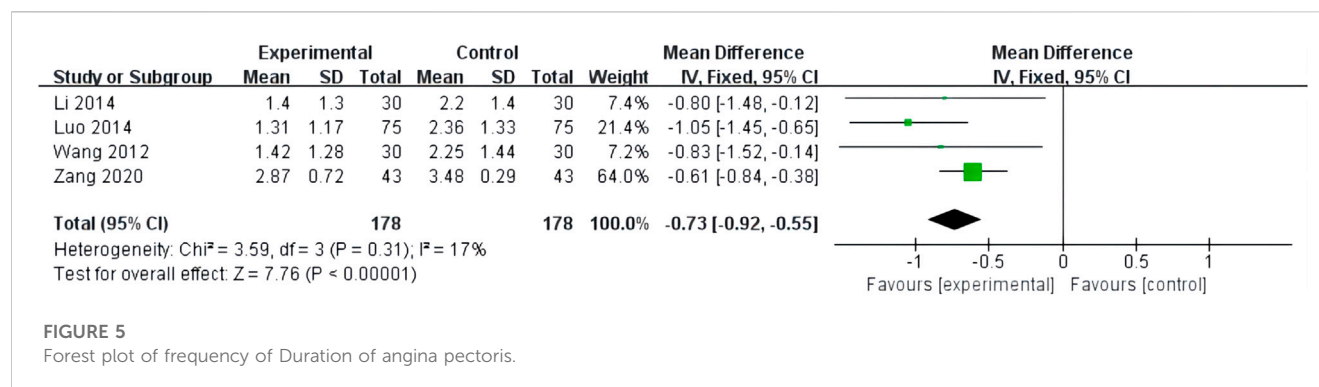 Experimental Control Mean Difference Mean Difference
Study or Subgroup Mean SD Total Mean SD Total Weight IV, Fixed, 95% CI IV, Fixed, 95% CI
Li 2014 1.4 1.3 30 2.2 1.4 30 7.4% -0.80 [-1.48, -0.12]
Luo 2014 1.31 1.17 75 2.36 1.33 75 21.4% -1.05 [-1.45, -0.65]
Wang 2012 1.42 1.28 30 2.25 1.44 30 7.2% -0.83 [-1.52, -0.14]
Zang 2020 2.87 0.72 43 3.48 0.29 43 64.0% -0.61 [-0.84, -0.38]
Total (95% CI) 178 178 100.0% -0.73 [-0.92, -0.55]
Heterogeneity: Chi² = 3.59, df = 3 (P = 0.31); I² = 17%
Test for overall effect: Z = 7.76 (P < 0.00001)
-1 -0.5 0 0.5 1
Favours [experimental] Favours [control]
FIGURE 5
Forest plot of frequency of Duration of angina pectoris.